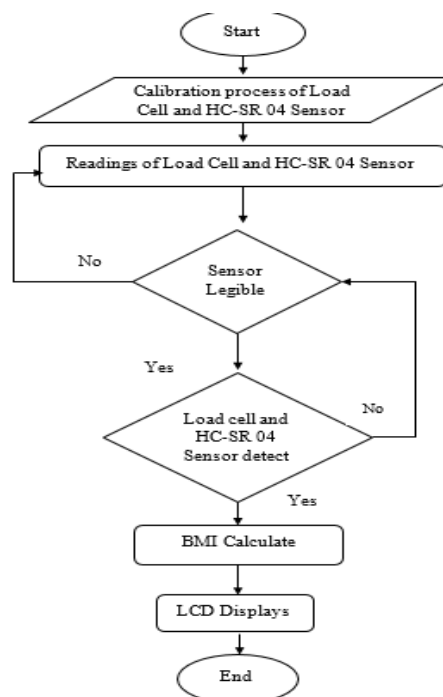 Start
Calibration process of Load
Cell and HC-SR 04 Sensor
Readings of Load Cell and HC-SR 04 Sensor
No
Sensor
Legible
Yes
Load cell and
HC-SR 04
Sensor detect
No
Yes
BMI Calculate
LCD Displays
End